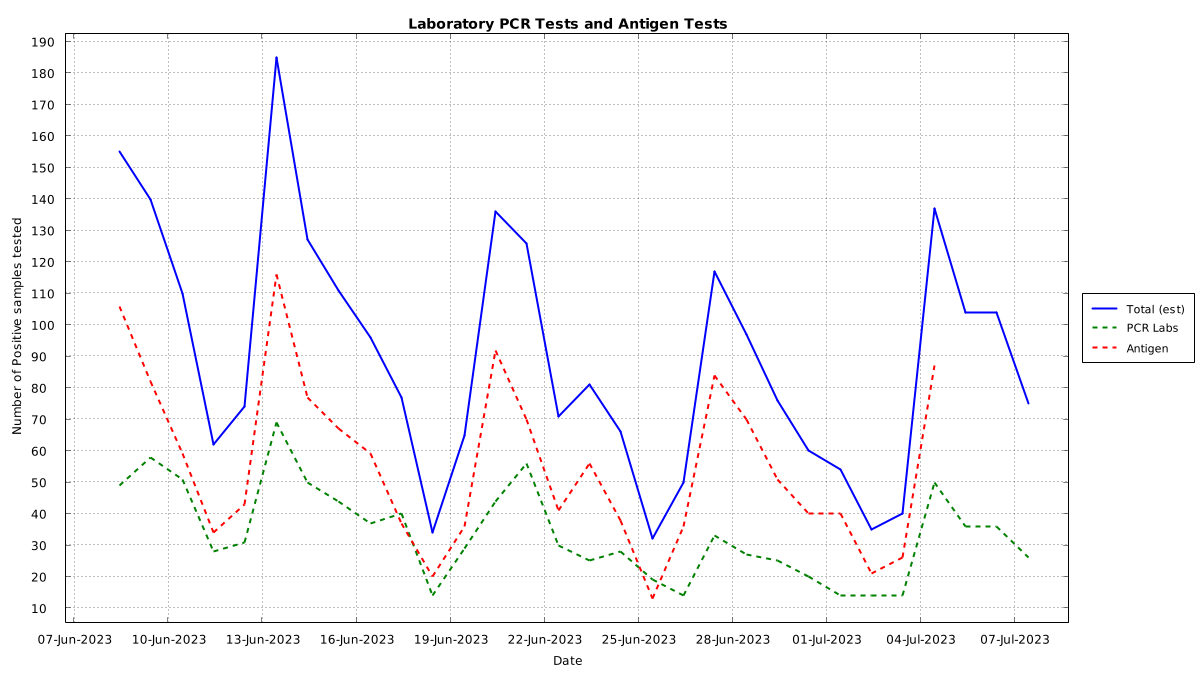 Laboratory PCR Tests and Antigen Tests
190
180
170
160
150
140
130
120
110
100
90
80
70
60
50
40
30
20
10
Number of Positive samples tested
07-Jun-2023 10-Jun-2023 13-Jun-2023 16-Jun-2023 19-Jun-2023 22-Jun-2023 25-Jun-2023 28-Jun-2023 01-Jul-2023 04-Jul-2023 07-Jul-2023
Date
Total (est)
PCR Labs
Antigen